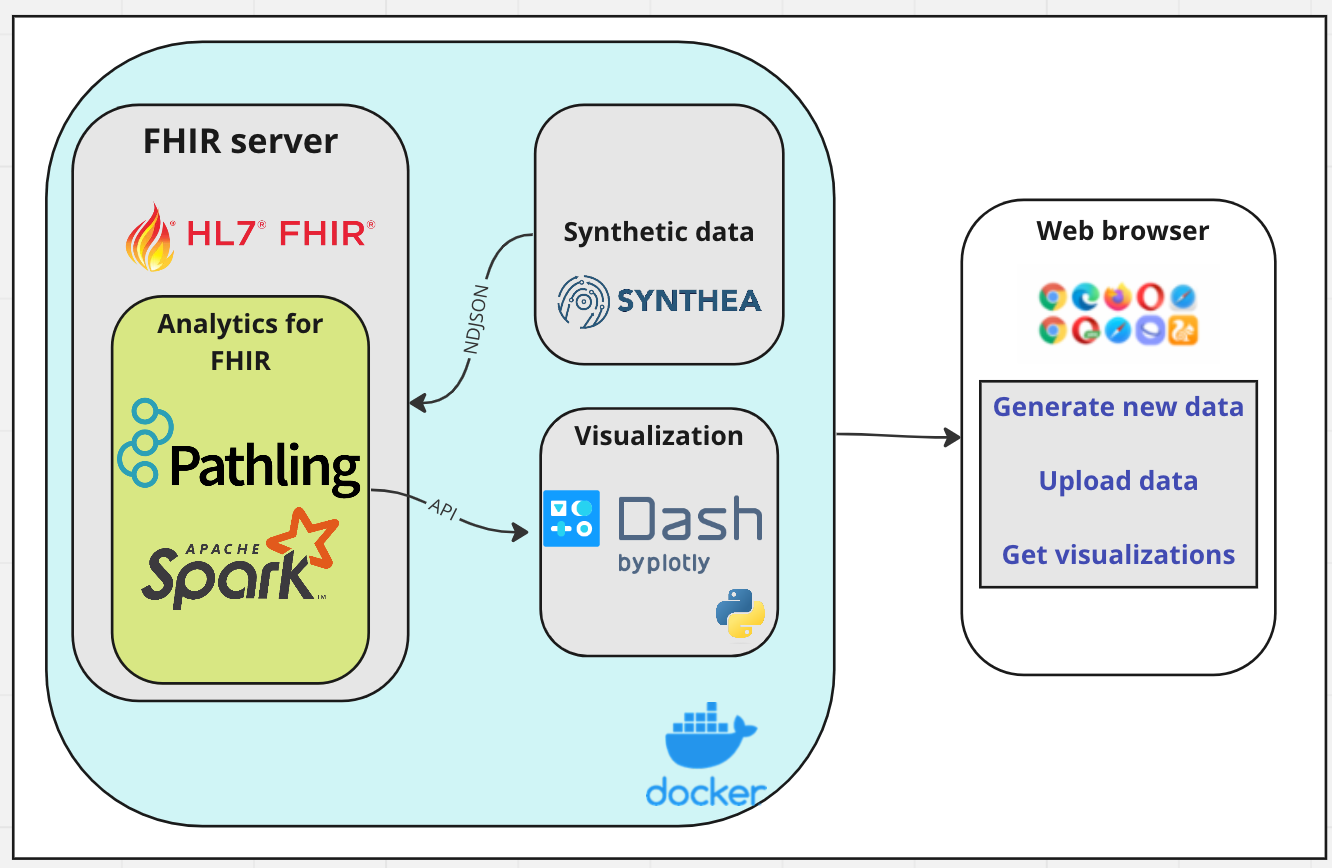 FHIR server
HL7® FHIR®
Analytics for
FHIR
Pathling
APACHE
Spark™
NDJSON
API
Synthetic data
SYNTHEA
Visualization
Dash
byplotly
docker
Web browser
Generate new data
Upload data
Get visualizations